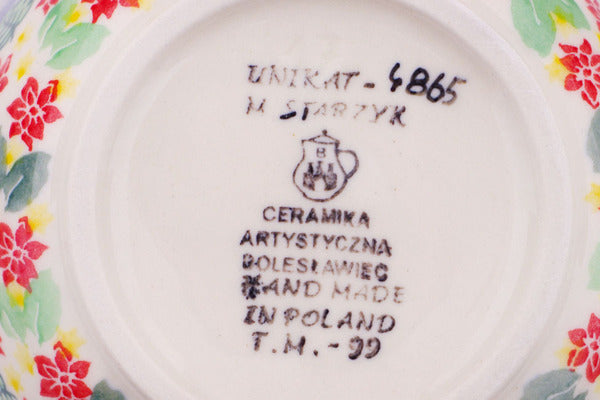 UNIKAT - 4865
M STARZYK
B
CERAMIKA
ARTYSTYCZNA
BOLESŁAWIEC
HAND MADE
IN POLAND
T.M. - 99